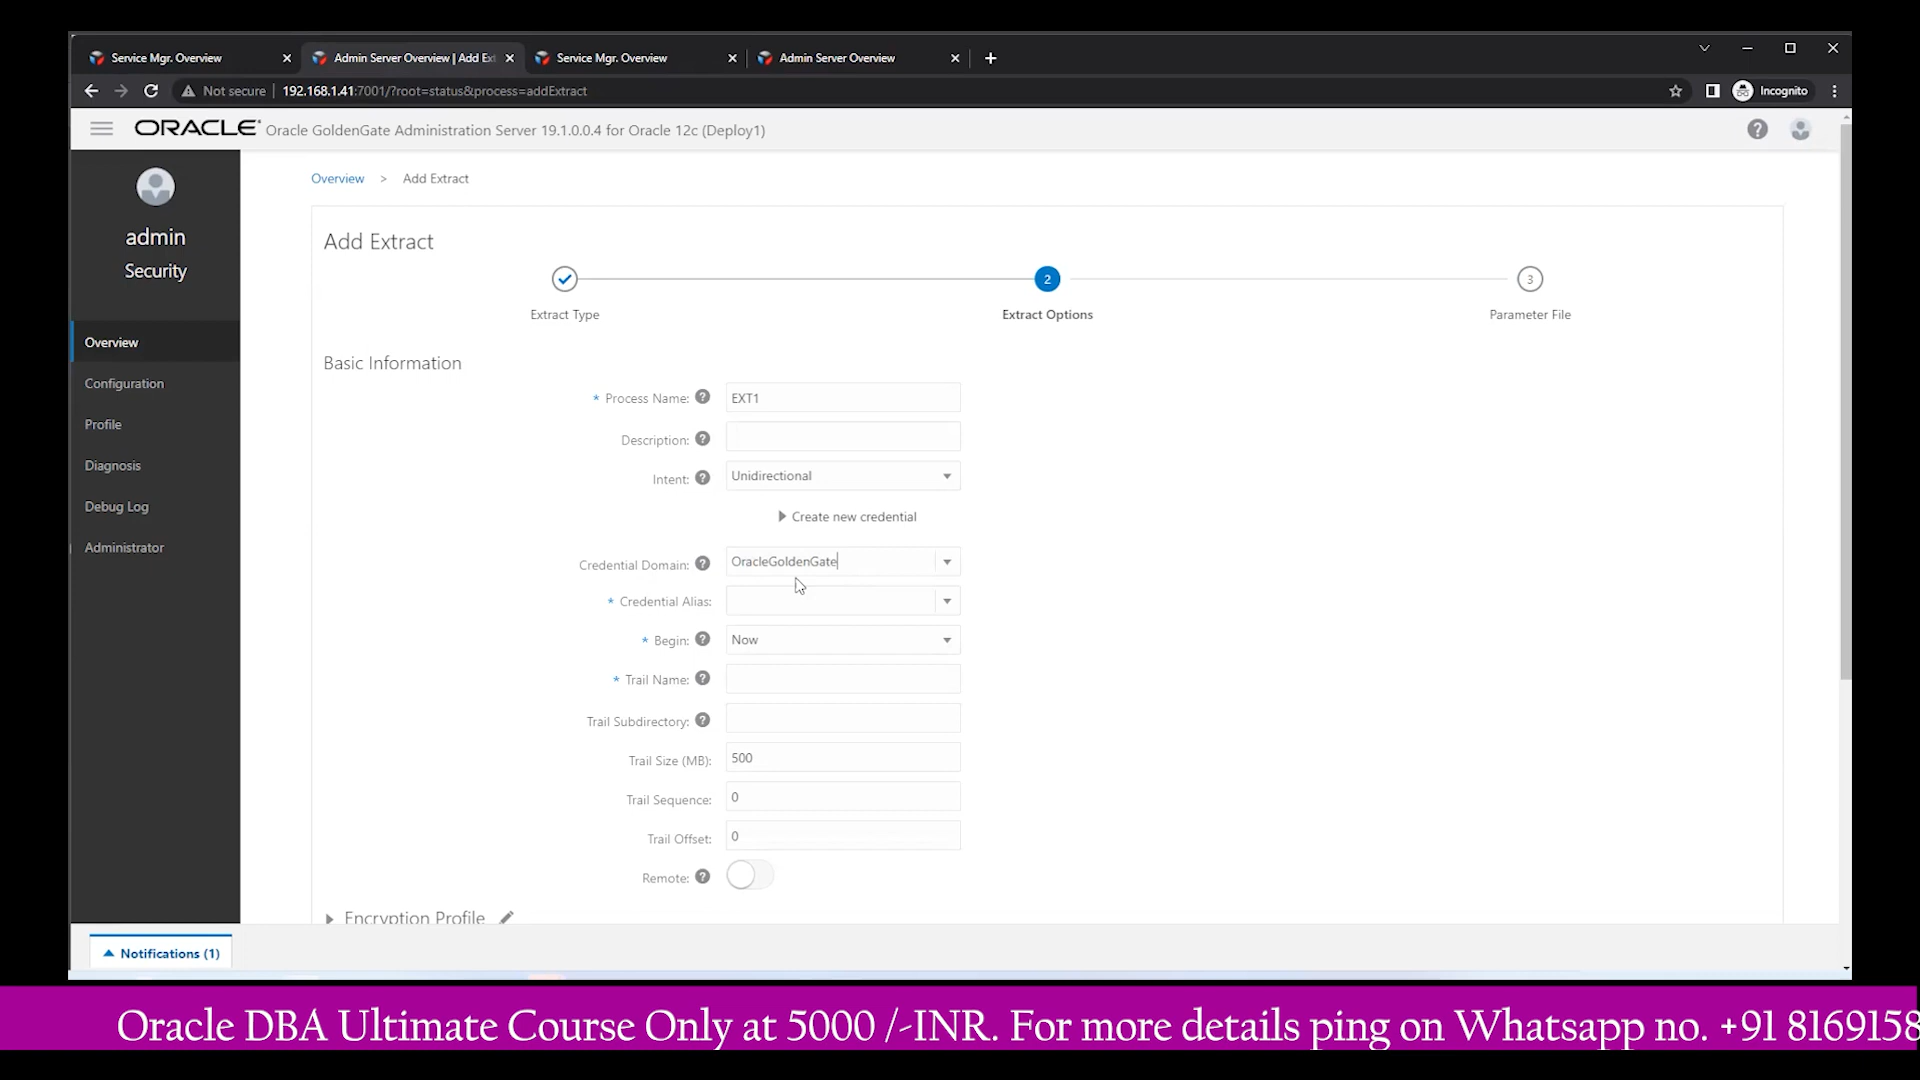 Service Mgr. Overview
Admin Server Overview | Add Ext
Service Mgr. Overview
Admin Server Overview
Not secure
192.168.1.41:7001/?root=status&process=addExtract
Incognito
ORACLE Oracle GoldenGate Administration Server 19.1.0.0.4 for Oracle 12c (Deploy1)
admin
Security
Overview
Configuration
Profile
Diagnosis
Debug Log
Administrator
Overview > Add Extract
Add Extract
2
3
Extract Type
Extract Options
Parameter File
Basic Information
* Process Name: EXT1
Description:
Intent: Unidirectional
Create new credential
Credential Domain: OracleGoldenGate
* Credential Alias:
* Begin: Now
* Trail Name:
Trail Subdirectory:
Trail Size (MB): 500
Trail Sequence: 0
Trail Offset: 0
Remote:
Encryption Profile
Notifications (1)
Oracle DBA Ultimate Course Only at 5000 /-INR. For more details ping on Whatsapp no. +91 8169158